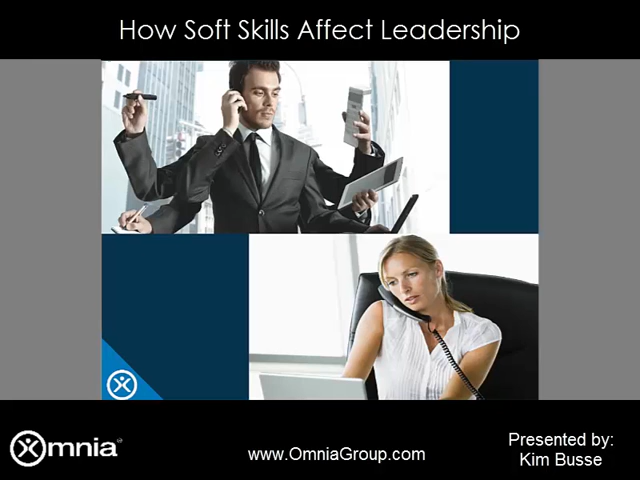 How Soft Skills Affect Leadership
Omnia
www.OmniaGroup.com
Presented by:
Kim Busse